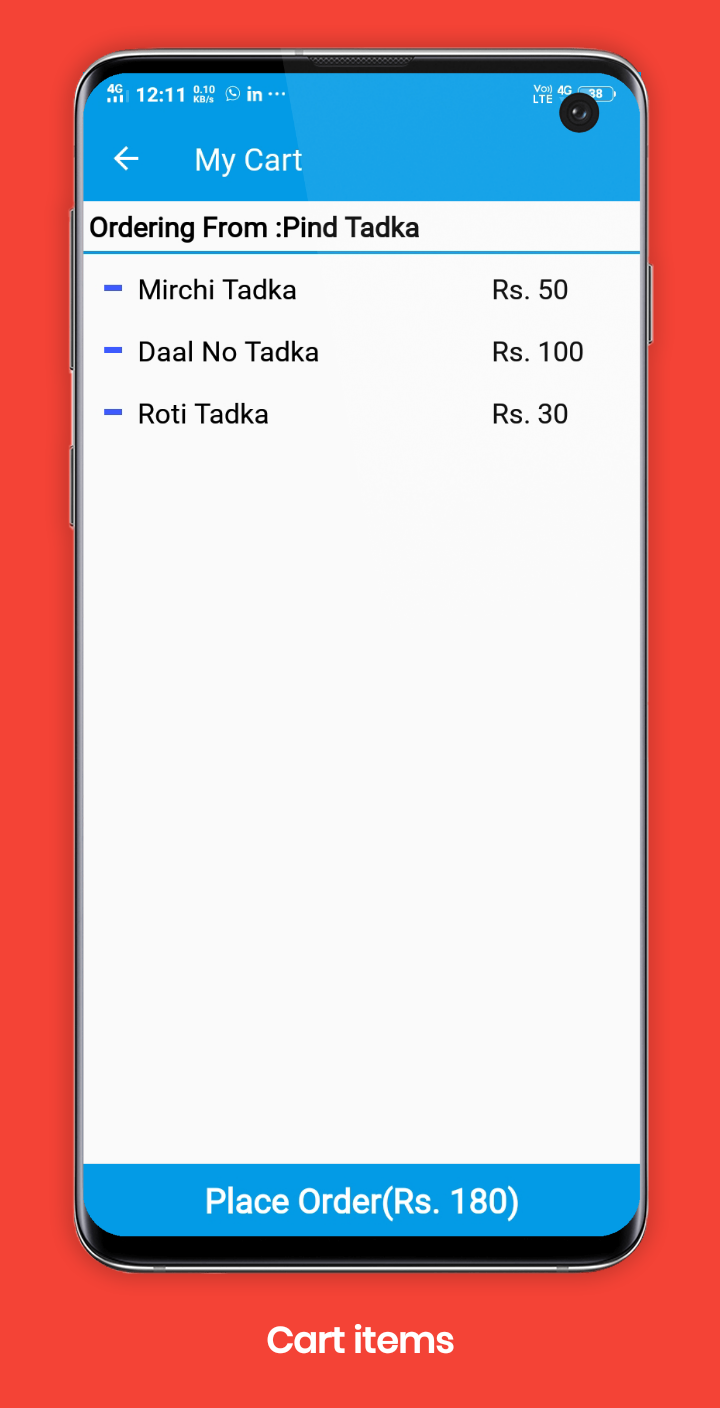 4G 12:11 0.10 KB/s in ... Vo)) LTE 4G 38
My Cart
Ordering From :Pind Tadka
Mirchi Tadka Rs. 50
Daal No Tadka Rs. 100
Roti Tadka Rs. 30
Place Order(Rs. 180)
Cart items